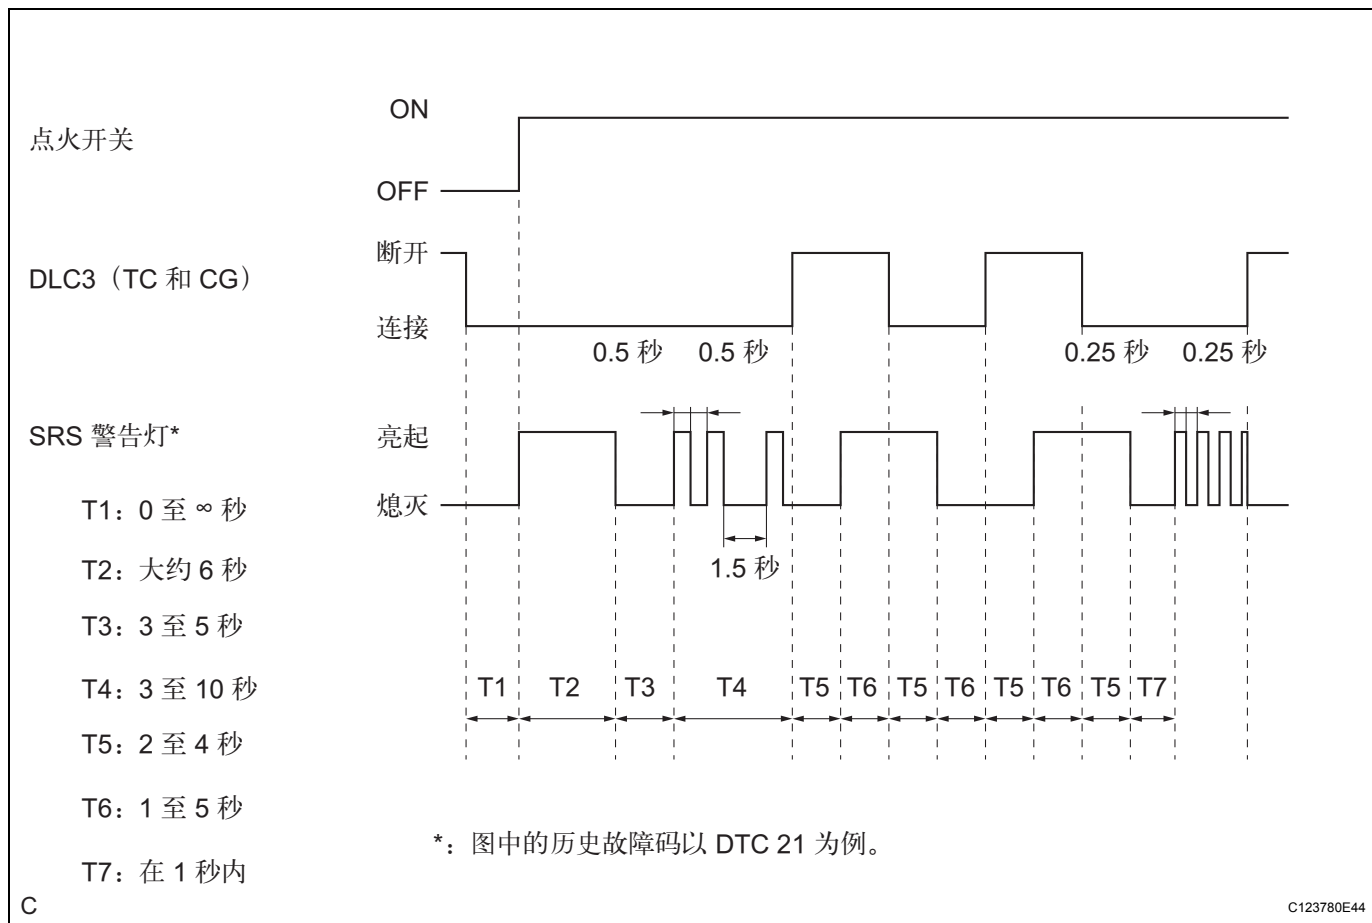 点火开关
ON
OFF
DLC3（TC 和 CG）
断开
连接
0.5 秒 0.5 秒 0.25 秒 0.25 秒
SRS 警告灯*
亮起
熄灭
1.5 秒
T1：0 至 ∞ 秒
T2：大约 6 秒
T3：3 至 5 秒
T4：3 至 10 秒
T5：2 至 4 秒
T6：1 至 5 秒
T7：在 1 秒内
T1 T2 T3 T4 T5 T6 T5 T6 T5 T6 T5 T7
*：图中的历史故障码以 DTC 21 为例。
C
C123780E44